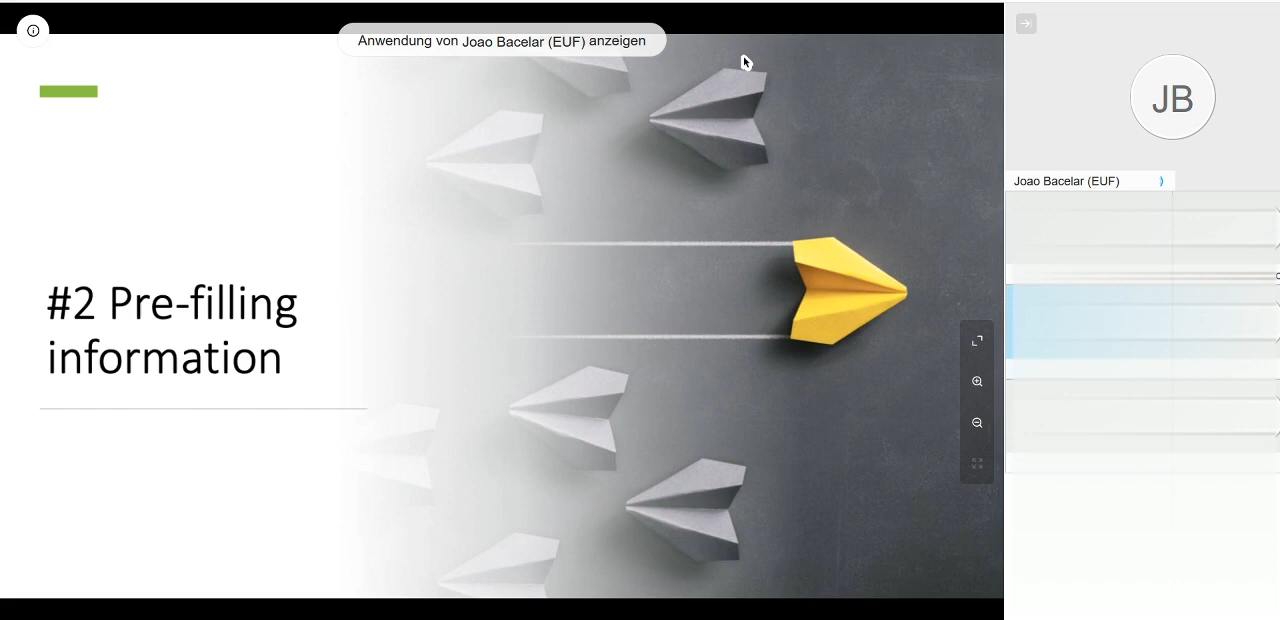 Anwendung von Joao Bacelar (EUF) anzeigen
#2 Pre-filling
information
JB
Joao Bacelar (EUF)